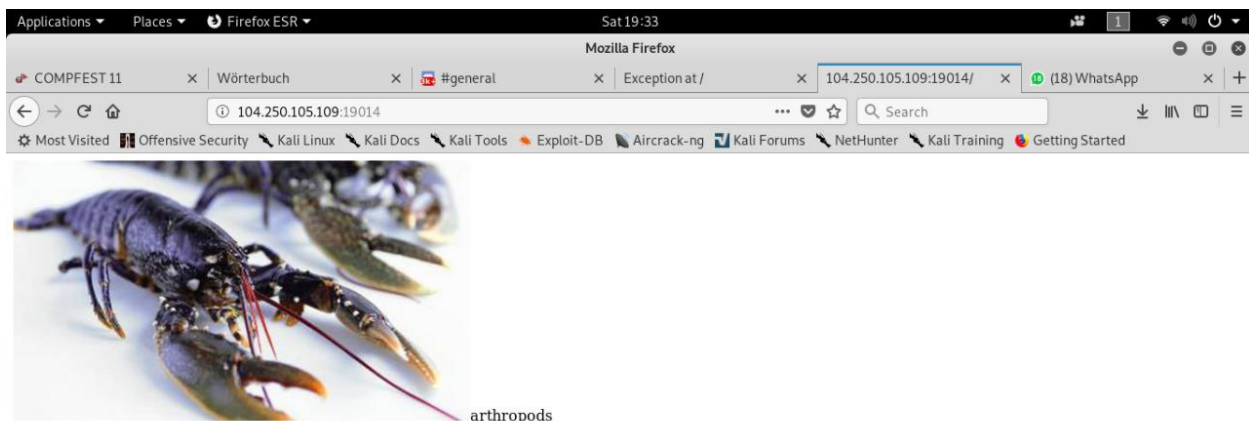 Applications Places Firefox ESR Sat 19:33 1
Mozilla Firefox
COMPFEST 11 Wörterbuch #general Exception at / 104.250.105.109:19014/ (18) WhatsApp
104.250.105.109:19014 Search
Most Visited Offensive Security Kali Linux Kali Docs Kali Tools Exploit-DB Aircrack-ng Kali Forums NetHunter Kali Training Getting Started
arthropods